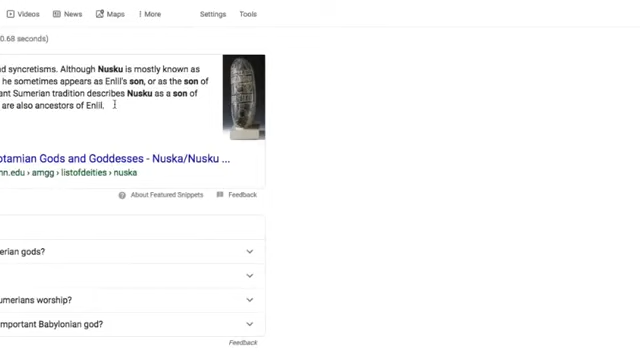 Videos News Maps More Settings Tools
0.68 seconds)
nd syncretisms. Although Nusku is mostly known as
he sometimes appears as Enlil's son, or as the son of
ant Sumerian tradition describes Nusku as a son of
are also ancestors of Enlil.
otamian Gods and Goddesses - Nuska/Nusku ...
nn.edu › amgg › listofdeities › nuska
About Featured Snippets Feedback
erian gods?
umerians worship?
mportant Babylonian god?
Feedback